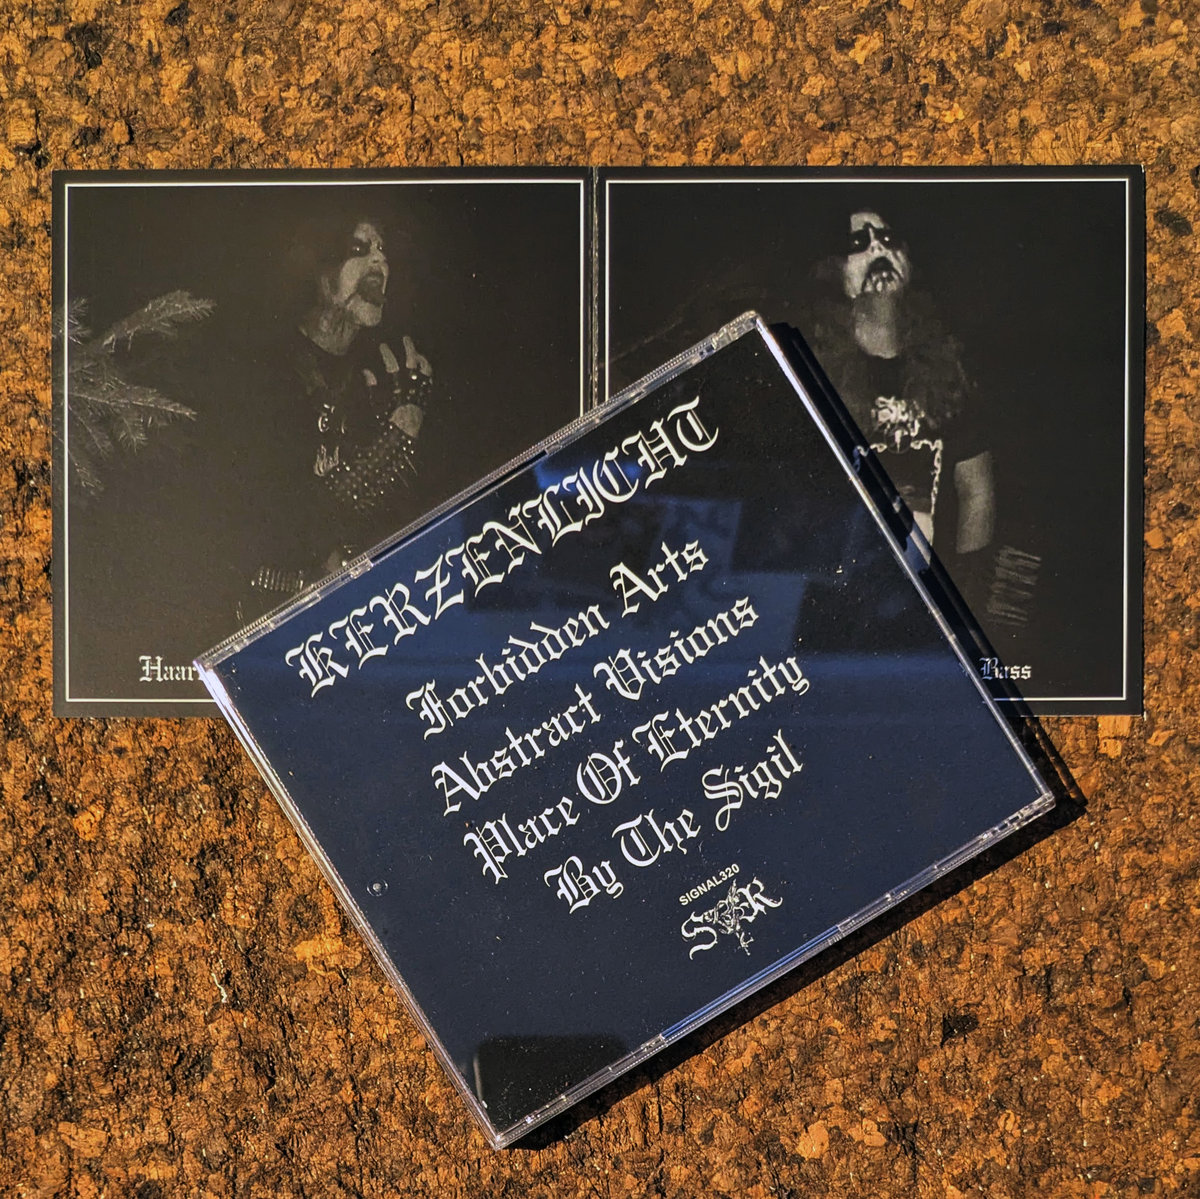 Bass
KERZENLICHT
Forbidden Arts
Abstract Visions
Place Of Eternity
By The Sigil
SIGNAL320